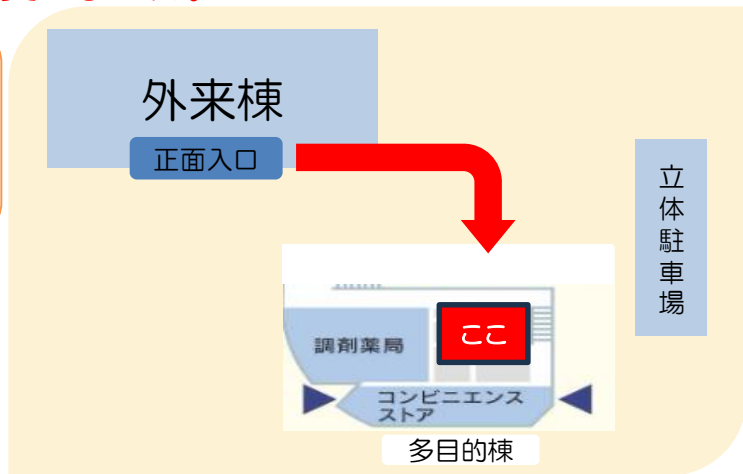 外来棟
正面入口
立体駐車場
ここ
調剤薬局
コンビニエンス
ストア
多目的棟